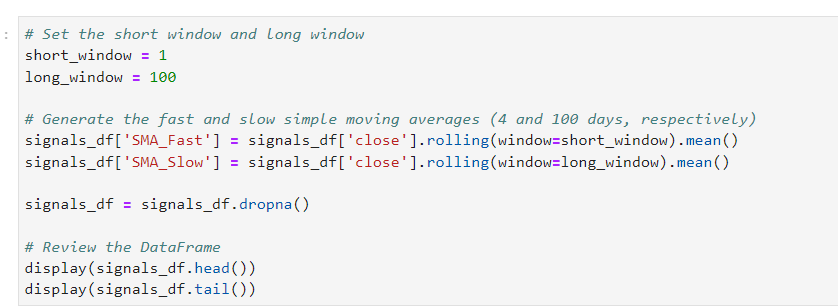 # Set the short window and long window
: short_window = 1
long_window = 100
# Generate the fast and slow simple moving averages (4 and 100 days, respectively)
signals_df['SMA_Fast'] = signals_df['close'].rolling(window=short_window).mean()
signals_df['SMA_Slow'] = signals_df['close'].rolling(window=long_window).mean()
signals_df = signals_df.dropna()
# Review the DataFrame
display(signals_df.head())
display(signals_df.tail())